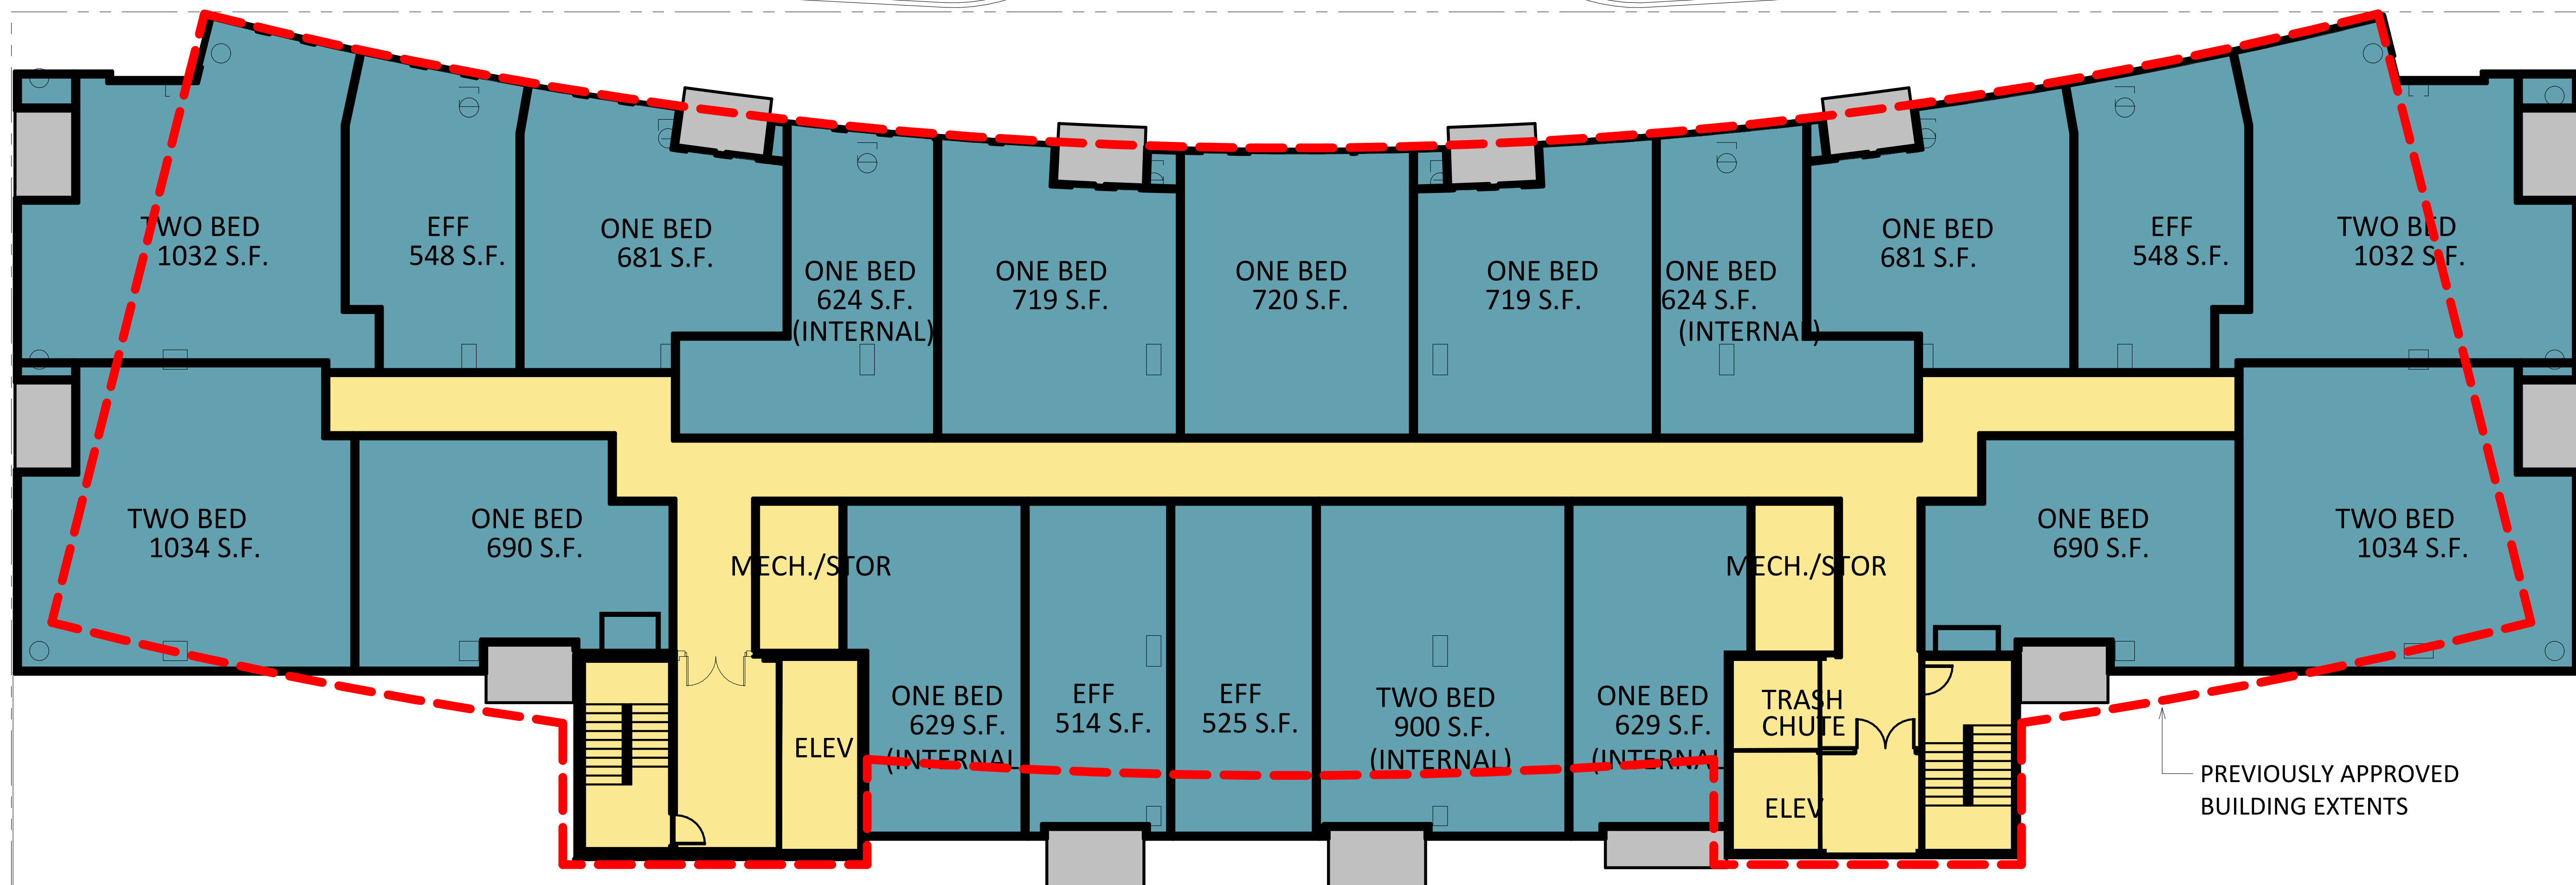 TWO BED
1032 S.F.
EFF
548 S.F.
ONE BED
681 S.F.
ONE BED
624 S.F.
(INTERNAL)
ONE BED
719 S.F.
ONE BED
720 S.F.
ONE BED
719 S.F.
ONE BED
624 S.F.
(INTERNAL)
ONE BED
681 S.F.
EFF
548 S.F.
TWO BED
1032 S.F.
TWO BED
1034 S.F.
ONE BED
690 S.F.
MECH./STOR
MECH./STOR
ONE BED
690 S.F.
TWO BED
1034 S.F.
ELEV
ONE BED
629 S.F.
(INTERNAL
EFF
514 S.F.
EFF
525 S.F.
TWO BED
900 S.F.
(INTERNAL)
ONE BED
629 S.F.
(INTERNAL
TRASH
CHUTE
ELEV
PREVIOUSLY APPROVED
BUILDING EXTENTS